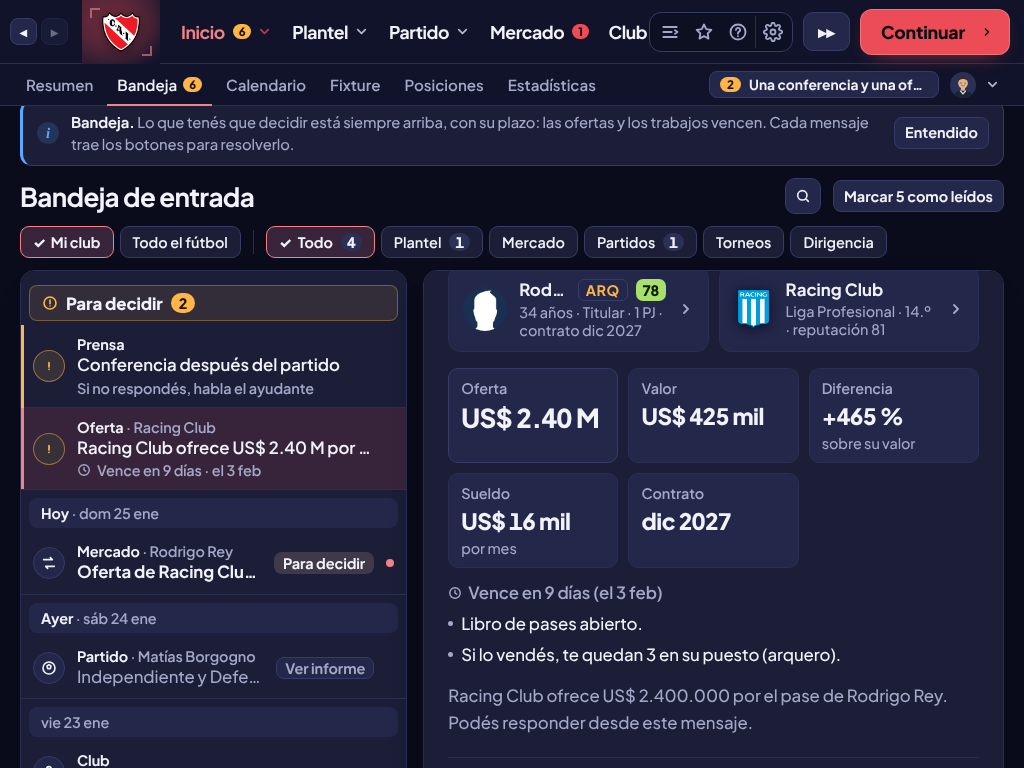 Inicio 6 Plantel Partido Mercado 1 Club Continuar
Resumen Bandeja 6 Calendario Fixture Posiciones Estadísticas 2 Una conferencia y una of…
Bandeja. Lo que tenés que decidir está siempre arriba, con su plazo: las ofertas y los trabajos vencen. Cada mensaje
trae los botones para resolverlo.
Entendido
Bandeja de entrada
Marcar 5 como leídos
Mi club Todo el fútbol Todo 4 Plantel 1 Mercado Partidos 1 Torneos Dirigencia
Para decidir 2
Prensa
Conferencia después del partido
Si no respondés, habla el ayudante
Oferta · Racing Club
Racing Club ofrece US$ 2.40 M por …
Vence en 9 días · el 3 feb
Hoy · dom 25 ene
Mercado · Rodrigo Rey
Oferta de Racing Clu…
Para decidir
Ayer · sáb 24 ene
Partido · Matías Borgogno
Independiente y Defe…
Ver informe
vie 23 ene
Club
Rod… ARQ 78
34 años · Titular · 1 PJ ·
contrato dic 2027
RACING
Racing Club
Liga Profesional · 14.º
· reputación 81
Oferta
US$ 2.40 M
Valor
US$ 425 mil
Diferencia
+465 %
sobre su valor
Sueldo
US$ 16 mil
por mes
Contrato
dic 2027
Vence en 9 días (el 3 feb)
• Libro de pases abierto.
• Si lo vendés, te quedan 3 en su puesto (arquero).
Racing Club ofrece US$ 2.400.000 por el pase de Rodrigo Rey.
Podés responder desde este mensaje.